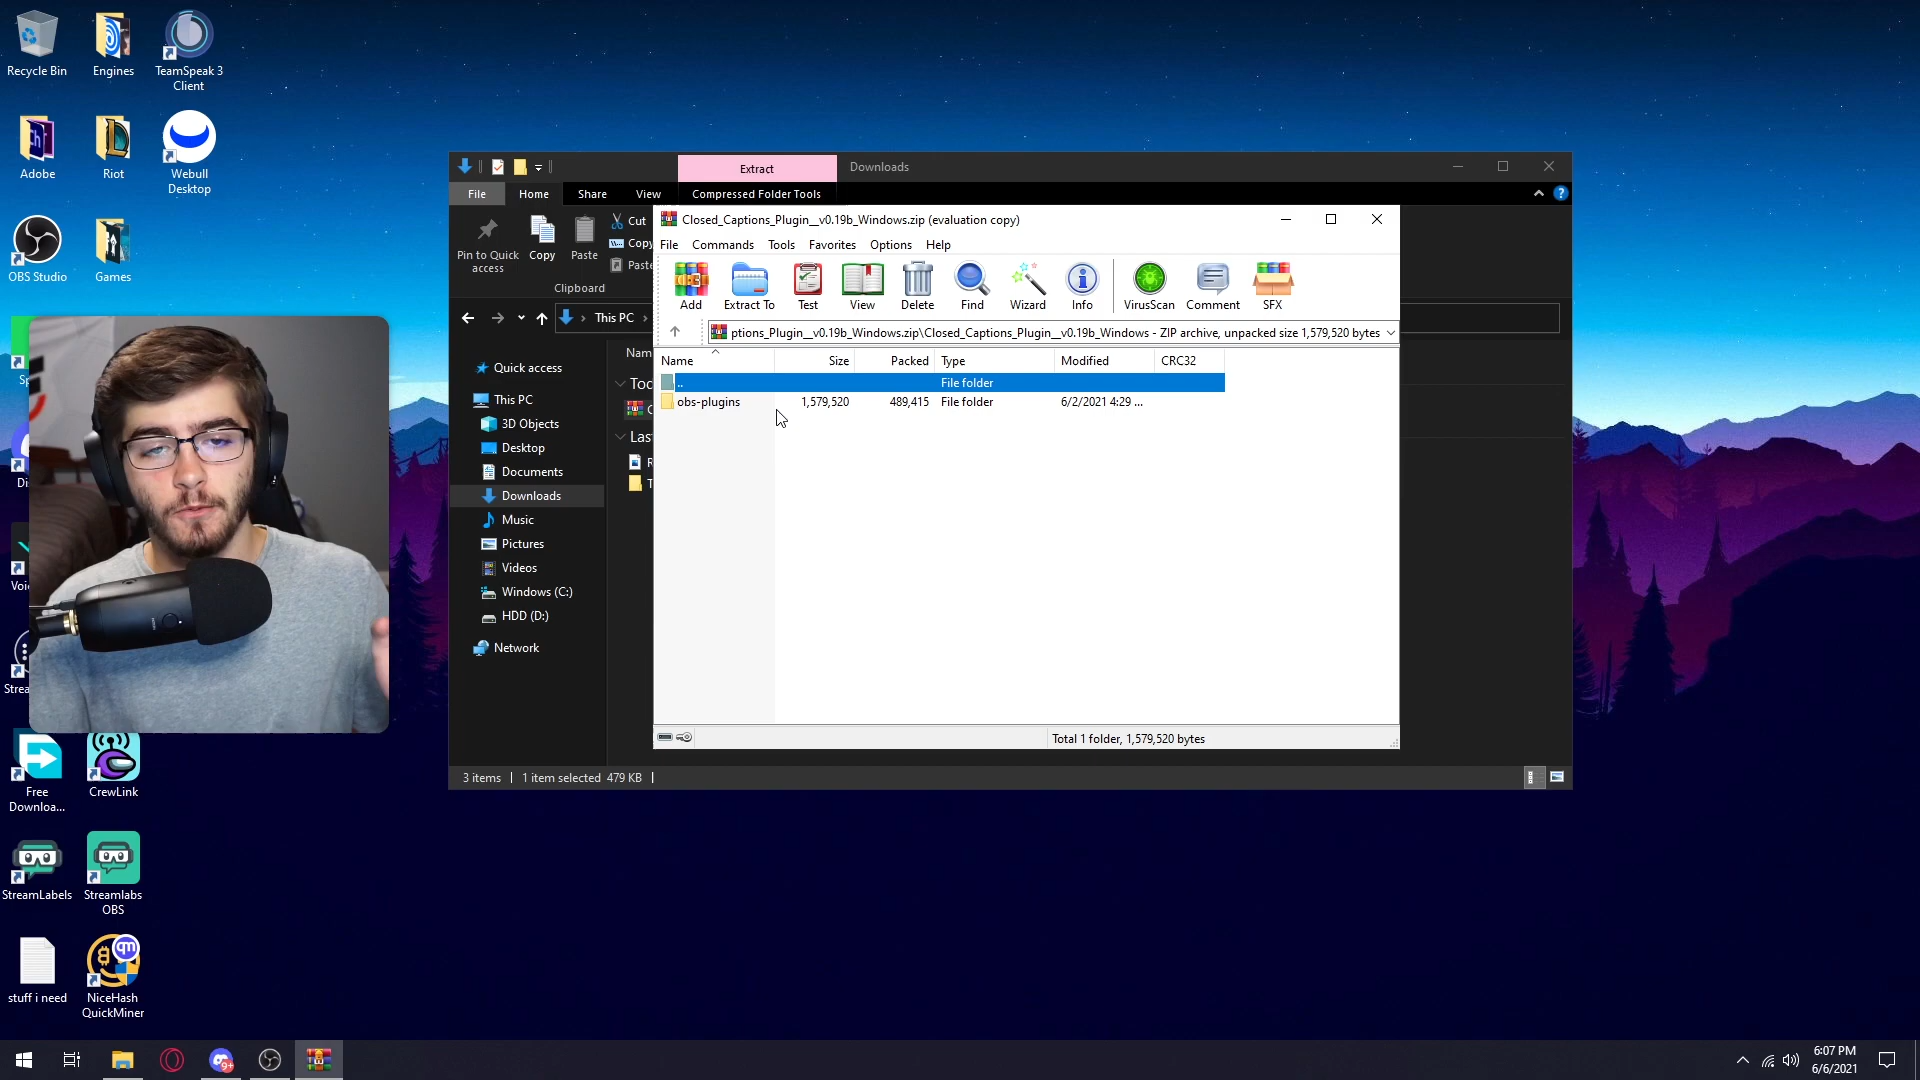 Recycle Bin
Engines
TeamSpeak 3
Client
Adobe
Riot
Webull
Desktop
OBS Studio
Games
Free
Downloa...
CrewLink
StreamLabels
Streamlabs
OBS
stuff i need
NiceHash
QuickMiner
Extract
Downloads
File
Home
Share
View
Compressed Folder Tools
Pin to Quick
access
Copy
Paste
Cut
Copy
Paste
Clipboard
This PC
Quick access
This PC
3D Objects
Desktop
Documents
Downloads
Music
Pictures
Videos
Windows (C:)
HDD (D:)
Network
3 items
1 item selected 479 KB
Closed_Captions_Plugin__v0.19b_Windows.zip (evaluation copy)
File Commands Tools Favorites Options Help
Add Extract To Test View Delete Find Wizard Info VirusScan Comment SFX
ptions_Plugin__v0.19b_Windows.zip\Closed_Captions_Plugin__v0.19b_Windows - ZIP archive, unpacked size 1,579,520 bytes
Name Size Packed Type Modified CRC32
.. File folder
obs-plugins 1,579,520 489,415 File folder 6/2/2021 4:29 ...
Total 1 folder, 1,579,520 bytes
9+
6:07 PM
6/6/2021